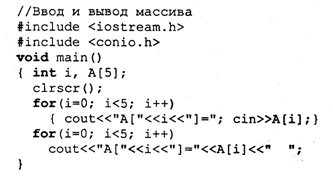 //Ввод и вывод массива
#include <iostream.h>
#include <conio.h>
void main()
{ int i, A[5];
clrscr();
for(i=0; i<5; i++)
{ cout<<"A["<<i<<"]="; cin>>A[i];}
for(i=0; i<5; i++)
cout<<"A["<<i<<"]="<<A[i]<<"  ";
}